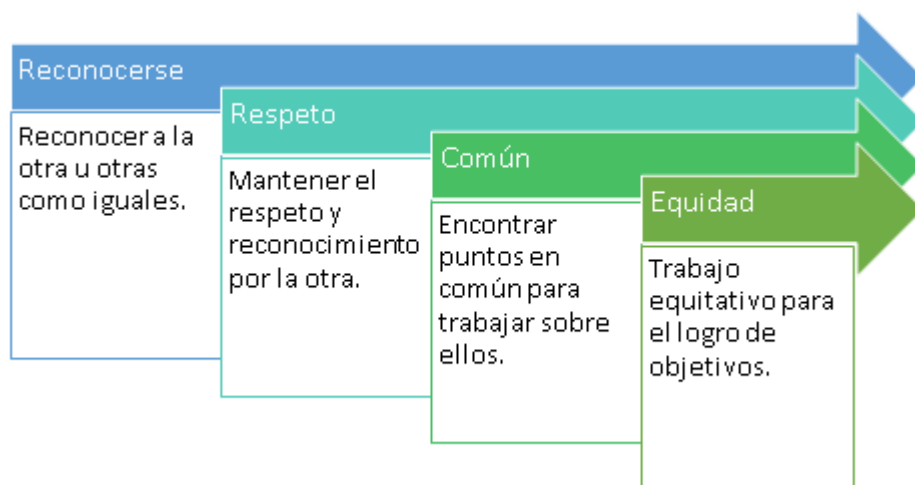 Reconocerse
Reconocer a la
otra u otras
como iguales.
Respeto
Mantener el
respeto y
reconocimiento
por la otra.
Común
Encontrar
puntos en
común para
trabajar sobre
ellos.
Equidad
Trabajo
equitativo para
el logro de
objetivos.